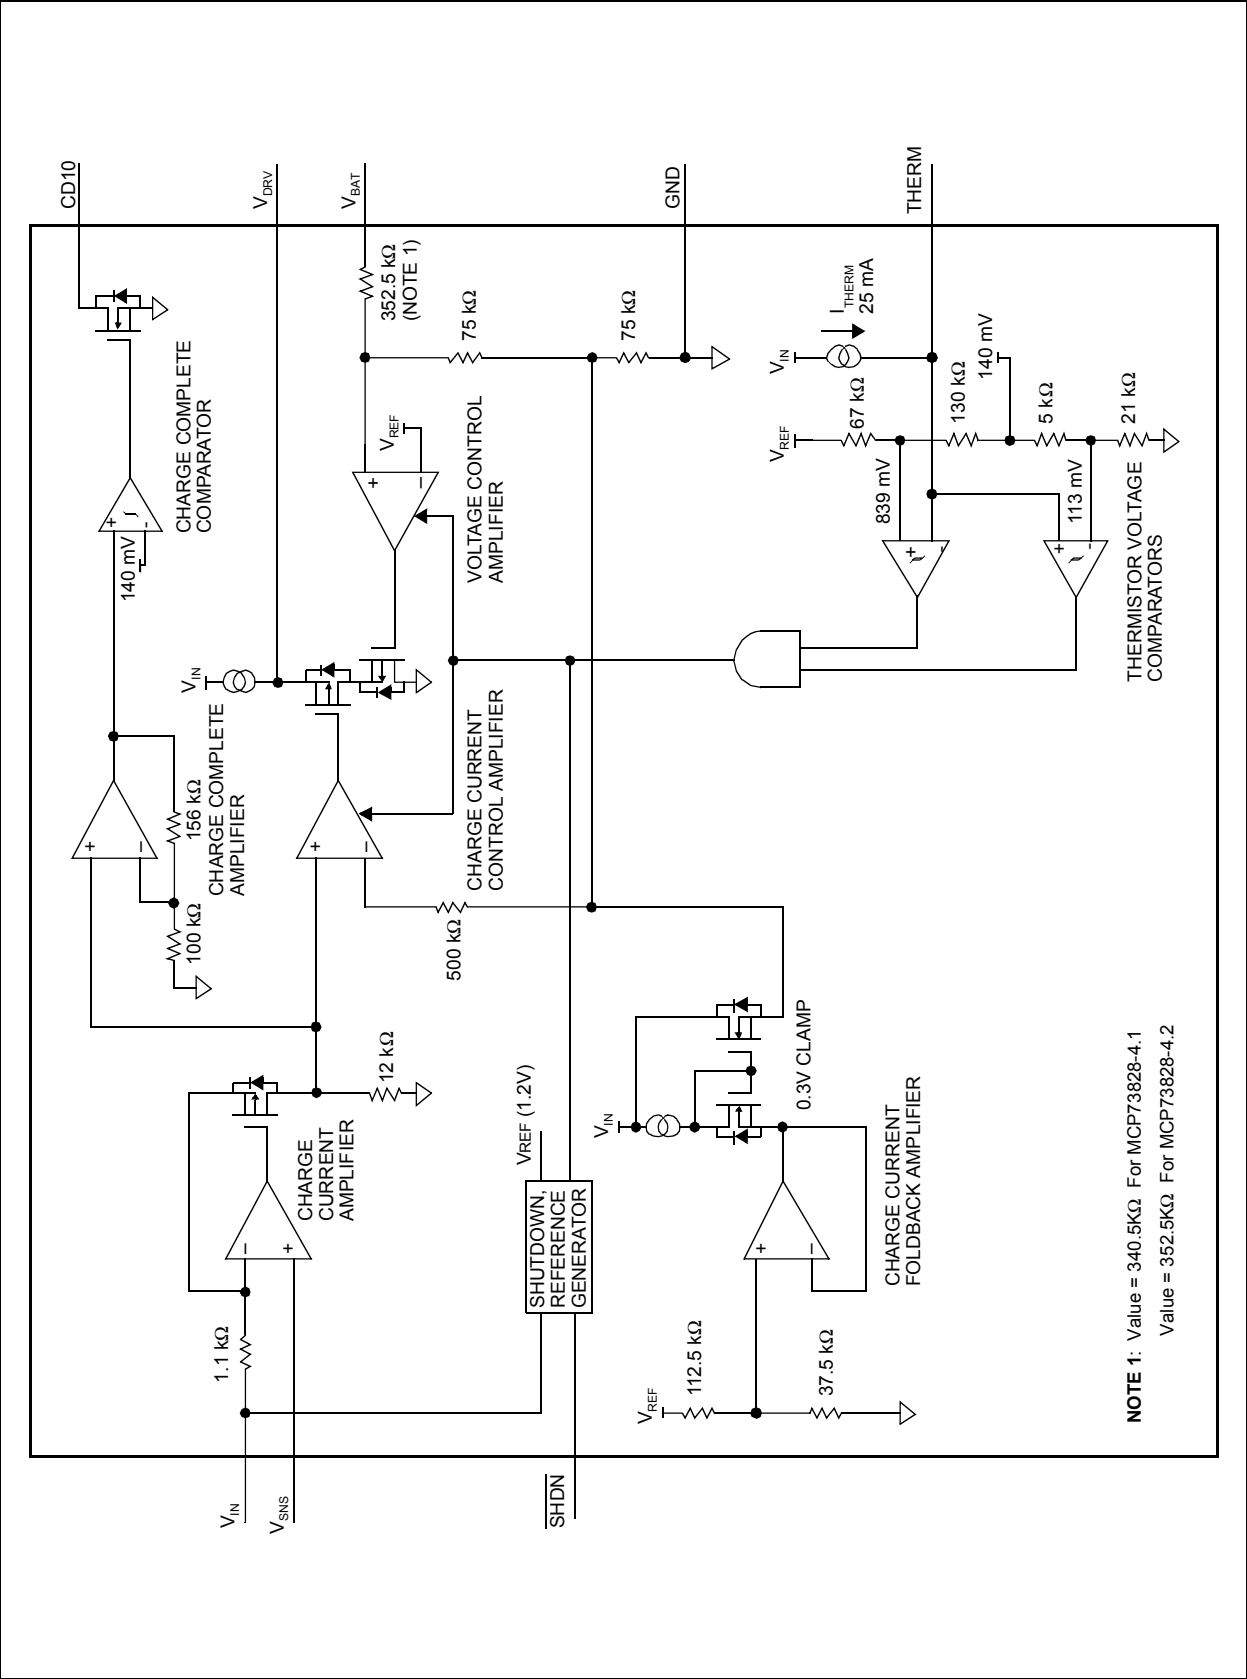 CD10
VDRV
VBAT
GND
THERM
CHARGE COMPLETE
COMPARATOR
+
-
140 mV
352.5 kΩ
(NOTE 1)
75 kΩ
75 kΩ
VREF
+
–
VOLTAGE CONTROL
AMPLIFIER
VIN
ITHERM
25 mA
VREF
67 kΩ
130 kΩ
140 mV
5 kΩ
21 kΩ
839 mV
113 mV
+
-
+
-
THERMISTOR VOLTAGE
COMPARATORS
VIN
+
–
156 kΩ
100 kΩ
CHARGE COMPLETE
AMPLIFIER
+
–
CHARGE CURRENT
CONTROL AMPLIFIER
500 kΩ
12 kΩ
CHARGE
CURRENT
AMPLIFIER
–
+
1.1 kΩ
VREF (1.2V)
SHUTDOWN,
REFERENCE
GENERATOR
VIN
0.3V CLAMP
+
–
CHARGE CURRENT
FOLDBACK AMPLIFIER
VREF
112.5 kΩ
37.5 kΩ
VIN
VSNS
SHDN
NOTE 1: Value = 340.5KΩ For MCP73828-4.1
Value = 352.5KΩ For MCP73828-4.2